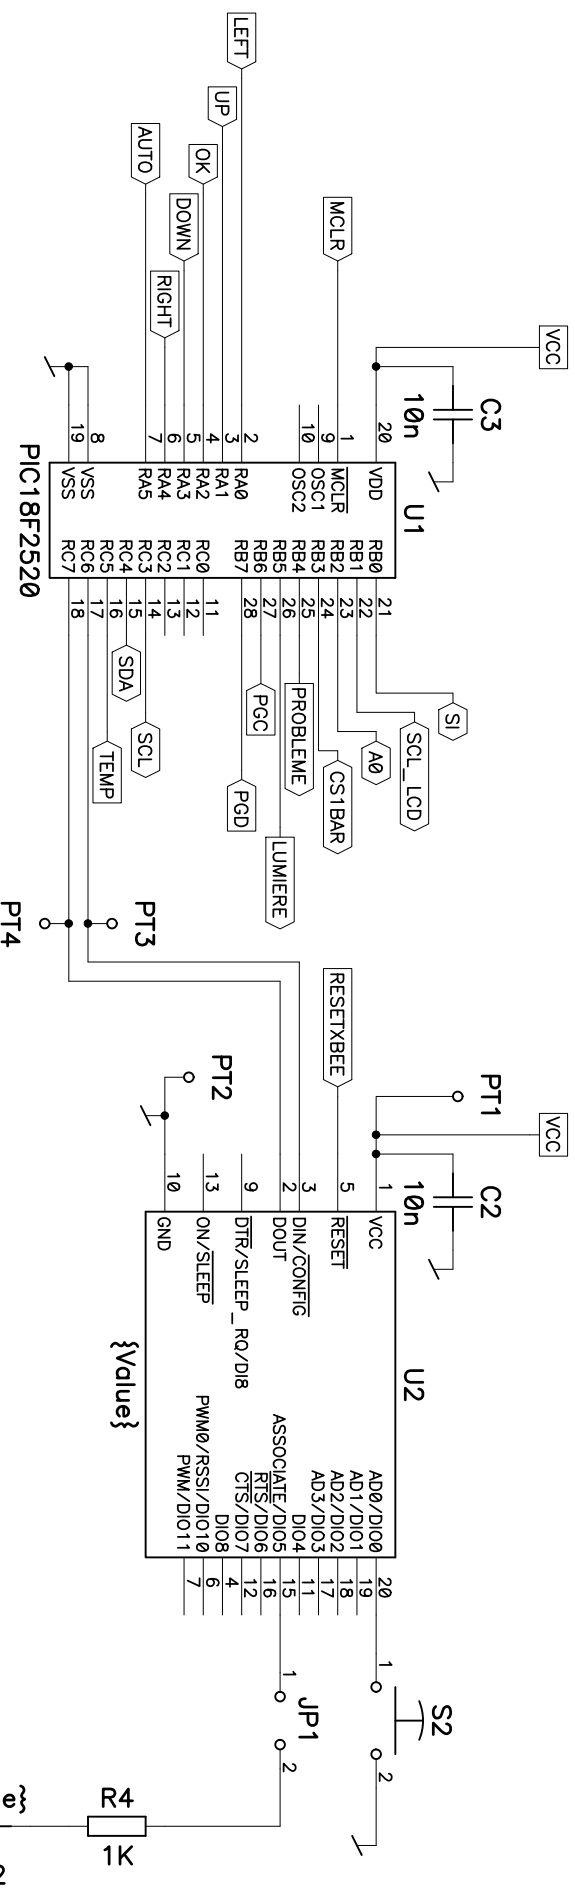 VCC
C3
10n
MCLR
LEFT
UP
OK
DOWN
RIGHT
AUTO
U1
20 VDD
1 MCLR
9 OSC1
10 OSC2
2 RA0
3 RA1
4 RA2
5 RA3
6 RA4
7 RA5
8 VSS
19 VSS
RB0 21
RB1 22
RB2 23
RB3 24
RB4 25
RB5 26
RB6 27
RB7 28
RC0 11
RC1 12
RC2 13
RC3 14
RC4 15
RC5 16
RC6 17
RC7 18
PIC18F2520
SI
SCL_LCD
A0
CS1BAR
PROBLEME
LUMIERE
PGC
PGD
SCL
SDA
TEMP
PT3
PT4
RESETXBEE
PT2
PT1
VCC
C2
10n
U2
1 VCC
5 RESET
3 DIN/CONFIG
2 DOUT
9 DTR/SLEEP_RQ/DI8
13 ON/SLEEP
10 GND
AD0/DIO0 20
AD1/DIO1 19
AD2/DIO2 18
AD3/DIO3 17
DIO4 11
ASSOCIATE/DIO5 15
RTS/DIO6 16
CTS/DIO7 12
DIO8 4
PWM0/RSSI/DIO10 6
PWM/DIO11 7
{Value}
1 S2 2
1 JP1 2
R4
1K
e}
2